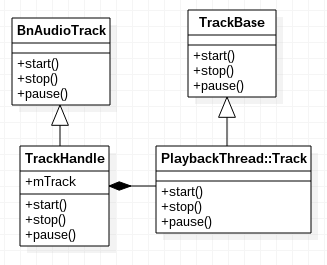 BnAudioTrack
+start()
+stop()
+pause()
TrackBase
+start()
+stop()
+pause()
TrackHandle
+mTrack
+start()
+stop()
+pause()
PlaybackThread::Track
+start()
+stop()
+pause()